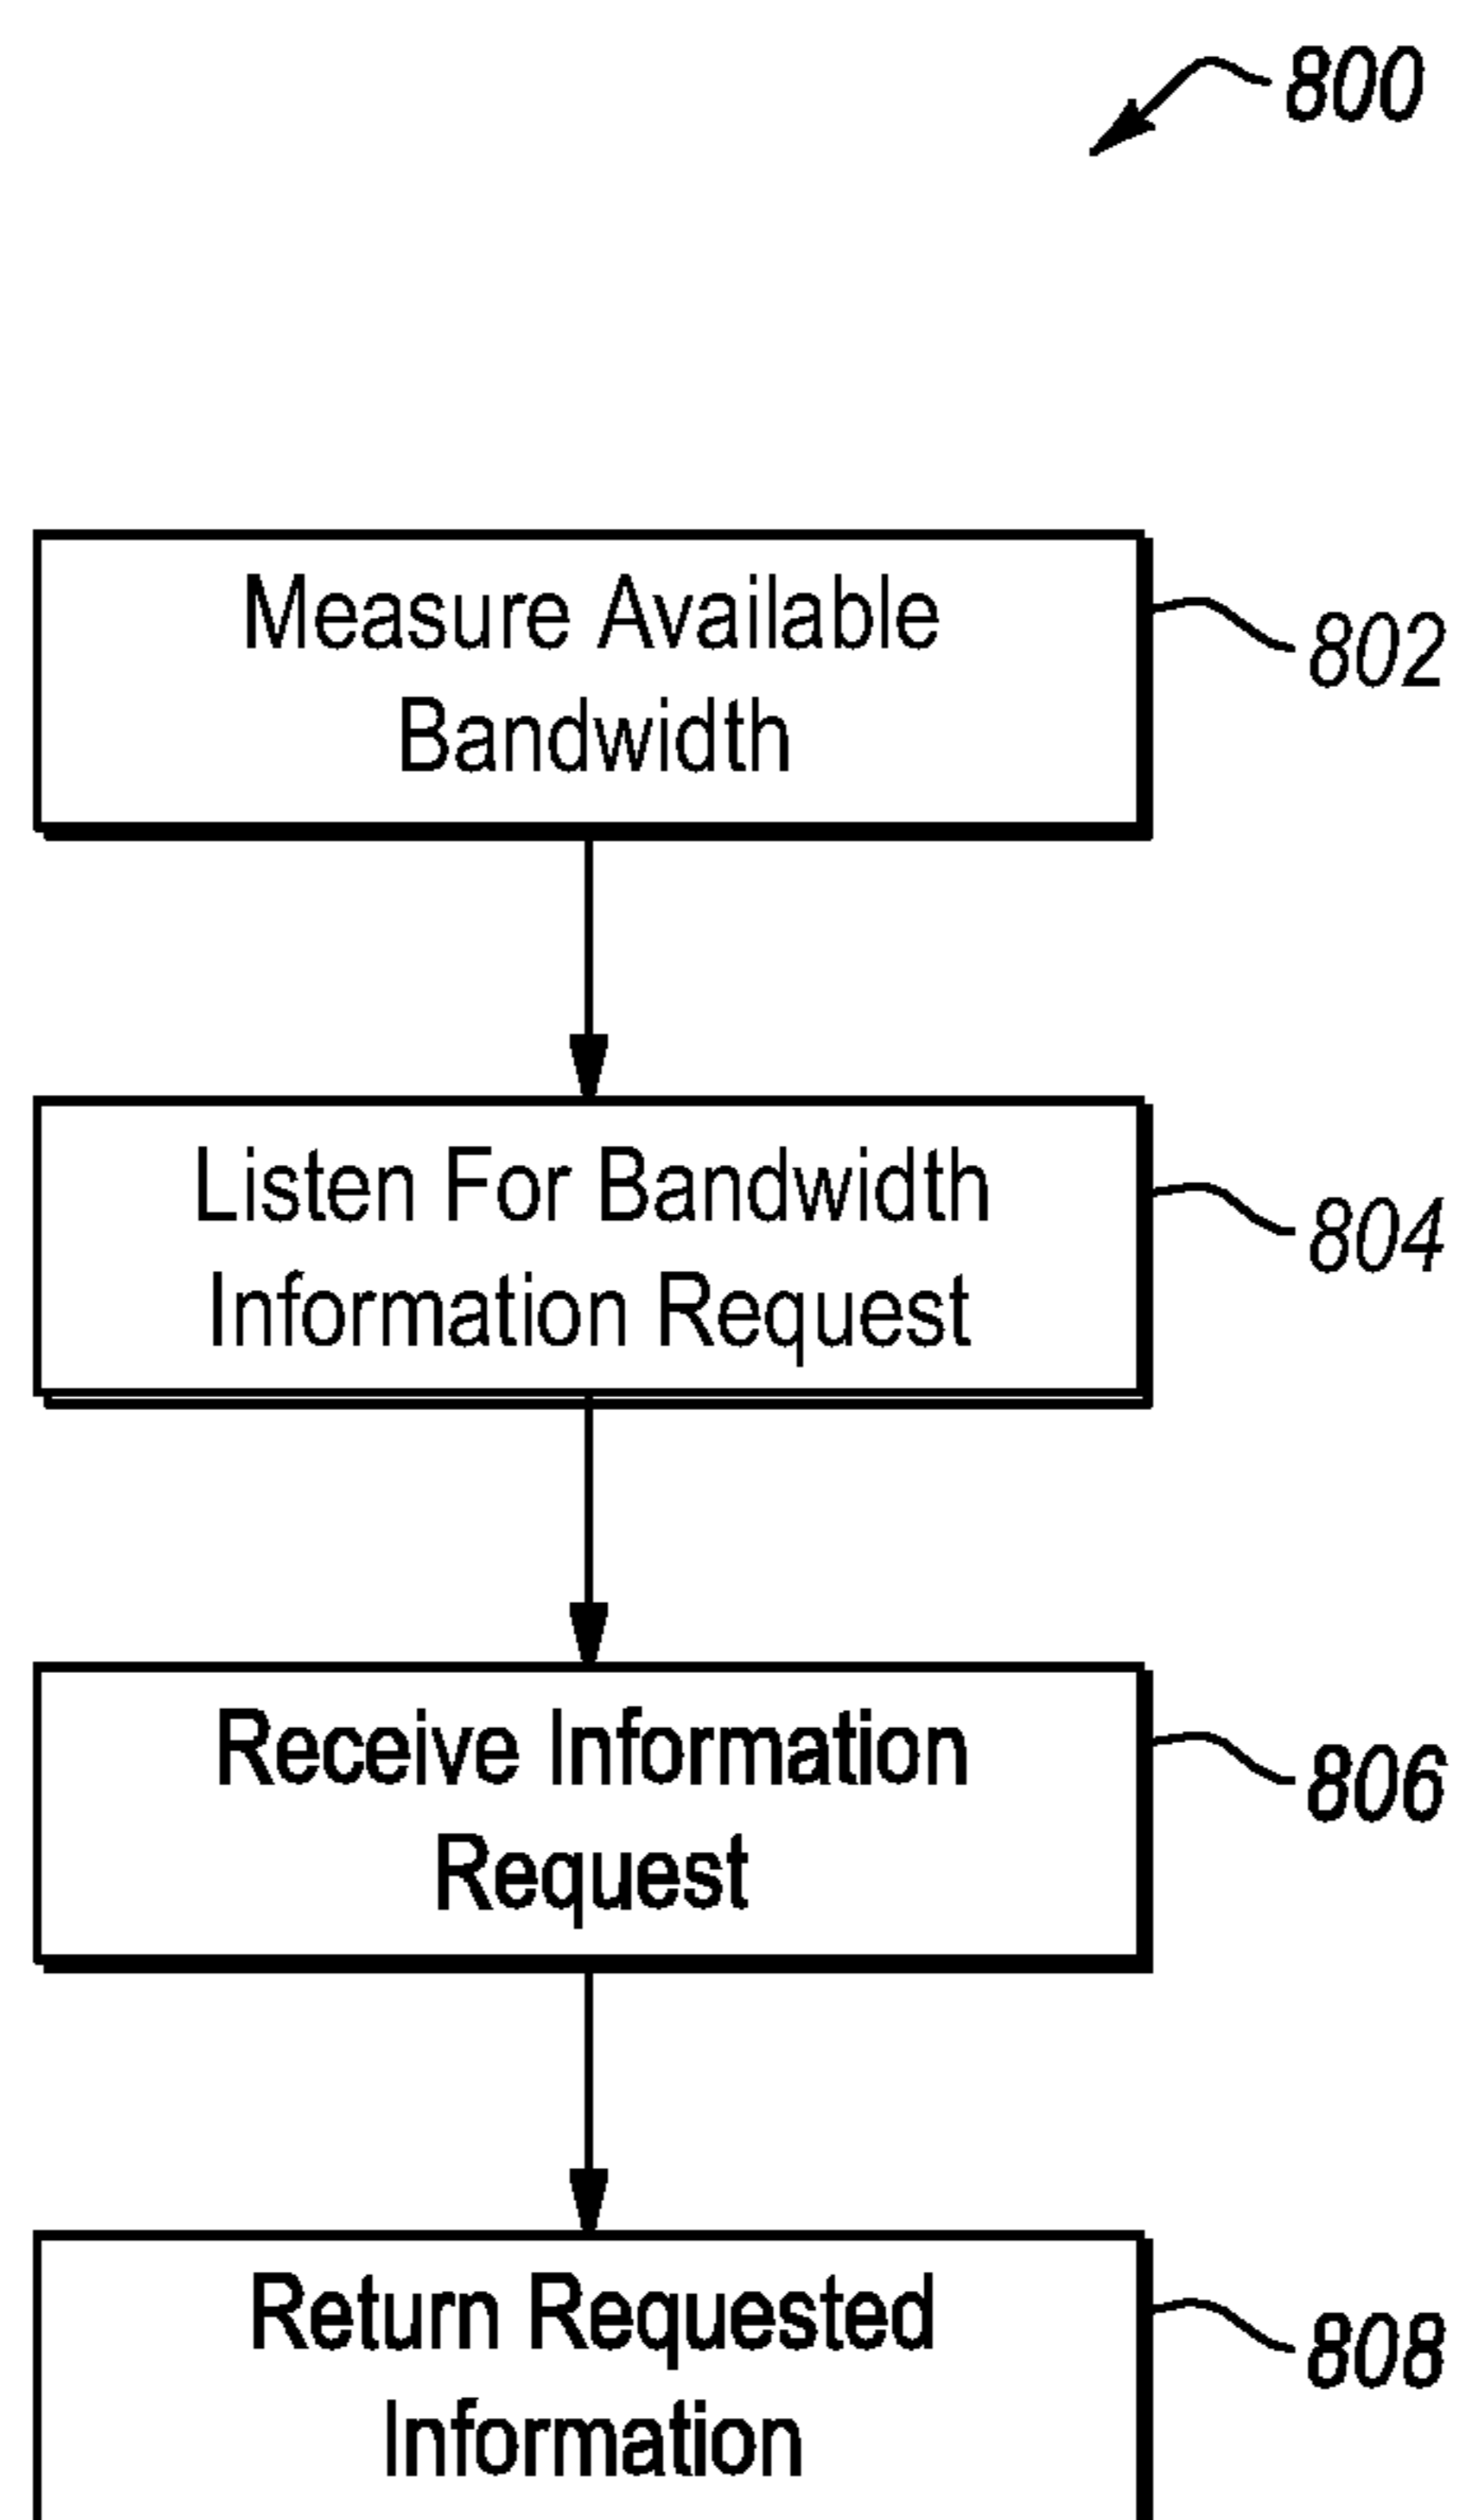 800
Measure Available
Bandwidth
802
Listen For Bandwidth
Information Request
804
Receive Information
Request
806
Return Requested
Information
808